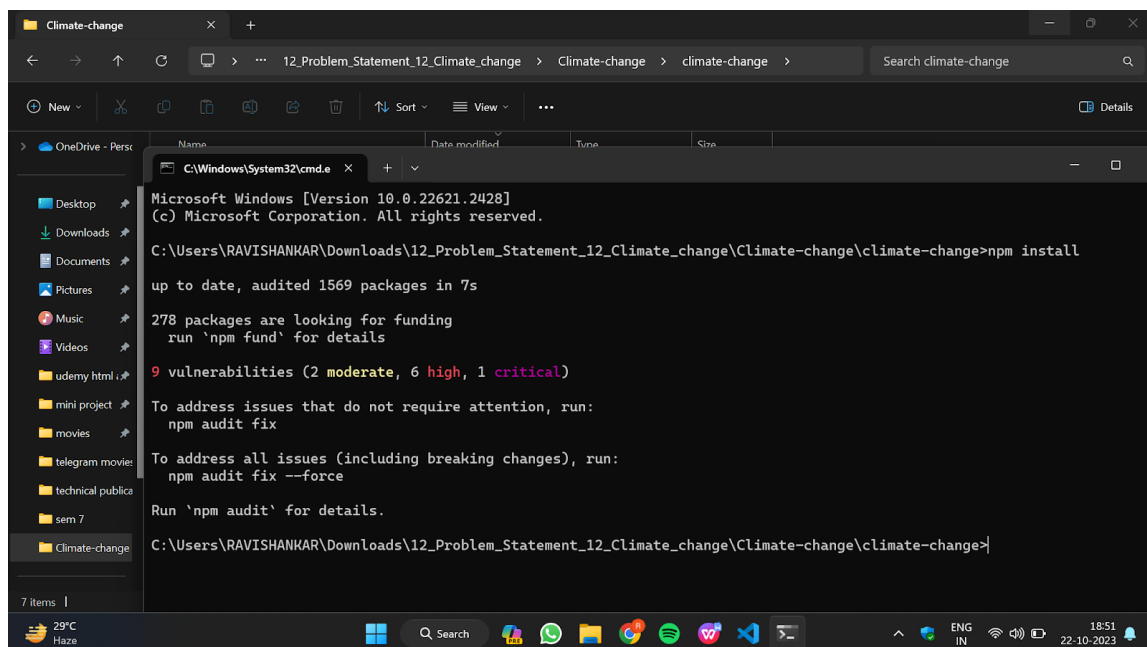 Climate-change
12_Problem_Statement_12_Climate_change > Climate-change > climate-change >
Search climate-change
New
Sort
View
Details
OneDrive - Perso
Name
Date modified
Type
Size
C:\Windows\System32\cmd.e
Microsoft Windows [Version 10.0.22621.2428]
(c) Microsoft Corporation. All rights reserved.
C:\Users\RAVISHANKAR\Downloads\12_Problem_Statement_12_Climate_change\Climate-change\climate-change>npm install
up to date, audited 1569 packages in 7s
278 packages are looking for funding
run `npm fund` for details
9 vulnerabilities (2 moderate, 6 high, 1 critical)
To address issues that do not require attention, run:
npm audit fix
To address all issues (including breaking changes), run:
npm audit fix --force
Run `npm audit` for details.
C:\Users\RAVISHANKAR\Downloads\12_Problem_Statement_12_Climate_change\Climate-change\climate-change>
Desktop
Downloads
Documents
Pictures
Music
Videos
udemy html
mini project
movies
telegram movies
technical publica
sem 7
Climate-change
7 items
29°C
Haze
Search
ENG
IN
18:51
22-10-2023